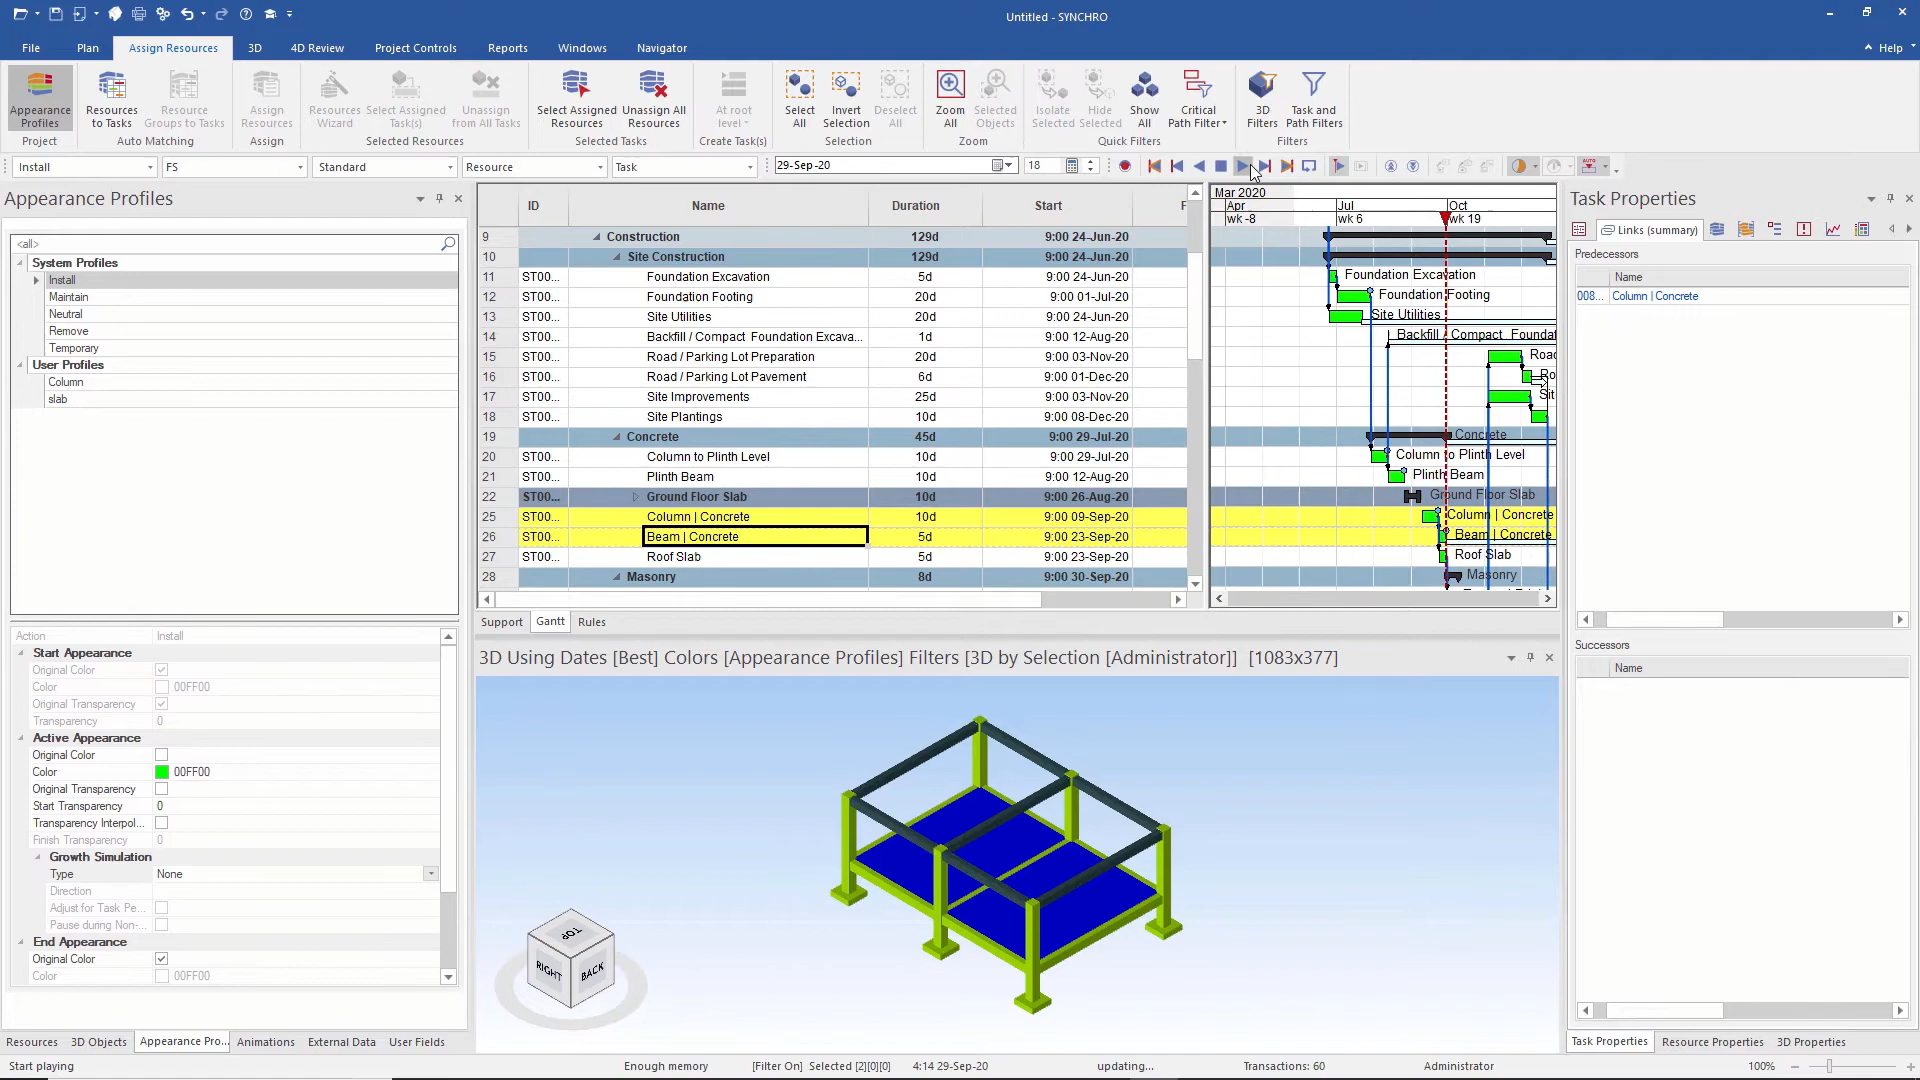 Untitled - SYNCHRO
File Plan Assign Resources 3D 4D Review Project Controls Reports Windows Navigator Help
Appearance Profiles
Resources to Tasks
Resource Groups to Tasks
Assign Resources
Resources Wizard
Select Assigned Task(s)
Unassign from All Tasks
Select Assigned Resources
Unassign All Resources
At root level
Select All
Invert Selection
Deselect All
Zoom All
Selected Objects
Isolate Selected
Hide Selected
Show All
Critical Path Filter
3D Filters
Task and Path Filters
Project Auto Matching Assign Selected Resources Selected Tasks Create Task(s) Selection Zoom Quick Filters Filters
Install FS Standard Resource Task 29-Sep-20 18 AUTO
Appearance Profiles
<all>
System Profiles
Install
Maintain
Neutral
Remove
Temporary
User Profiles
Column
slab
Action Install
Start Appearance
Original Color
Color 00FF00
Original Transparency
Transparency 0
Active Appearance
Original Color
Color 00FF00
Original Transparency
Start Transparency 0
Transparency Interpol...
Finish Transparency 0
Growth Simulation
Type None
Direction
Adjust for Task Pe...
Pause during Non-...
End Appearance
Original Color
Color 00FF00
Resources 3D Objects Appearance Pro... Animations External Data User Fields
ID Name Duration Start F
9 Construction 129d 9:00 24-Jun-20
10 Site Construction 129d 9:00 24-Jun-20
11 ST00... Foundation Excavation 5d 9:00 24-Jun-20
12 ST00... Foundation Footing 20d 9:00 01-Jul-20
13 ST00... Site Utilities 20d 9:00 24-Jun-20
14 ST00... Backfill / Compact Foundation Excava... 1d 9:00 12-Aug-20
15 ST00... Road / Parking Lot Preparation 20d 9:00 03-Nov-20
16 ST00... Road / Parking Lot Pavement 6d 9:00 01-Dec-20
17 ST00... Site Improvements 25d 9:00 03-Nov-20
18 ST00... Site Plantings 10d 9:00 08-Dec-20
19 Concrete 45d 9:00 29-Jul-20
20 ST00... Column to Plinth Level 10d 9:00 29-Jul-20
21 ST00... Plinth Beam 10d 9:00 12-Aug-20
22 ST00... Ground Floor Slab 10d 9:00 26-Aug-20
25 ST00... Column | Concrete 10d 9:00 09-Sep-20
26 ST00... Beam | Concrete 5d 9:00 23-Sep-20
27 ST00... Roof Slab 5d 9:00 23-Sep-20
28 Masonry 8d 9:00 30-Sep-20
Support Gantt Rules
Mar 2020
Apr Jul Oct
wk -8 wk 6 wk 19
Foundation Excavation
Foundation Footing
Site Utilities
Backfill / Compact Foundat
Road
Ro
Sit
Concrete
Column to Plinth Level
Plinth Beam
Ground Floor Slab
Column | Concrete
Beam | Concrete
Roof Slab
Masonry
3D Using Dates [Best] Colors [Appearance Profiles] Filters [3D by Selection [Administrator]] [1083x377]
TOP
RIGHT BACK
Task Properties
Links (summary)
Predecessors
Name
008... Column | Concrete
Successors
Name
Task Properties Resource Properties 3D Properties
Start playing Enough memory [Filter On] Selected [2][0][0] 4:14 29-Sep-20 updating... Transactions: 60 Administrator 100%